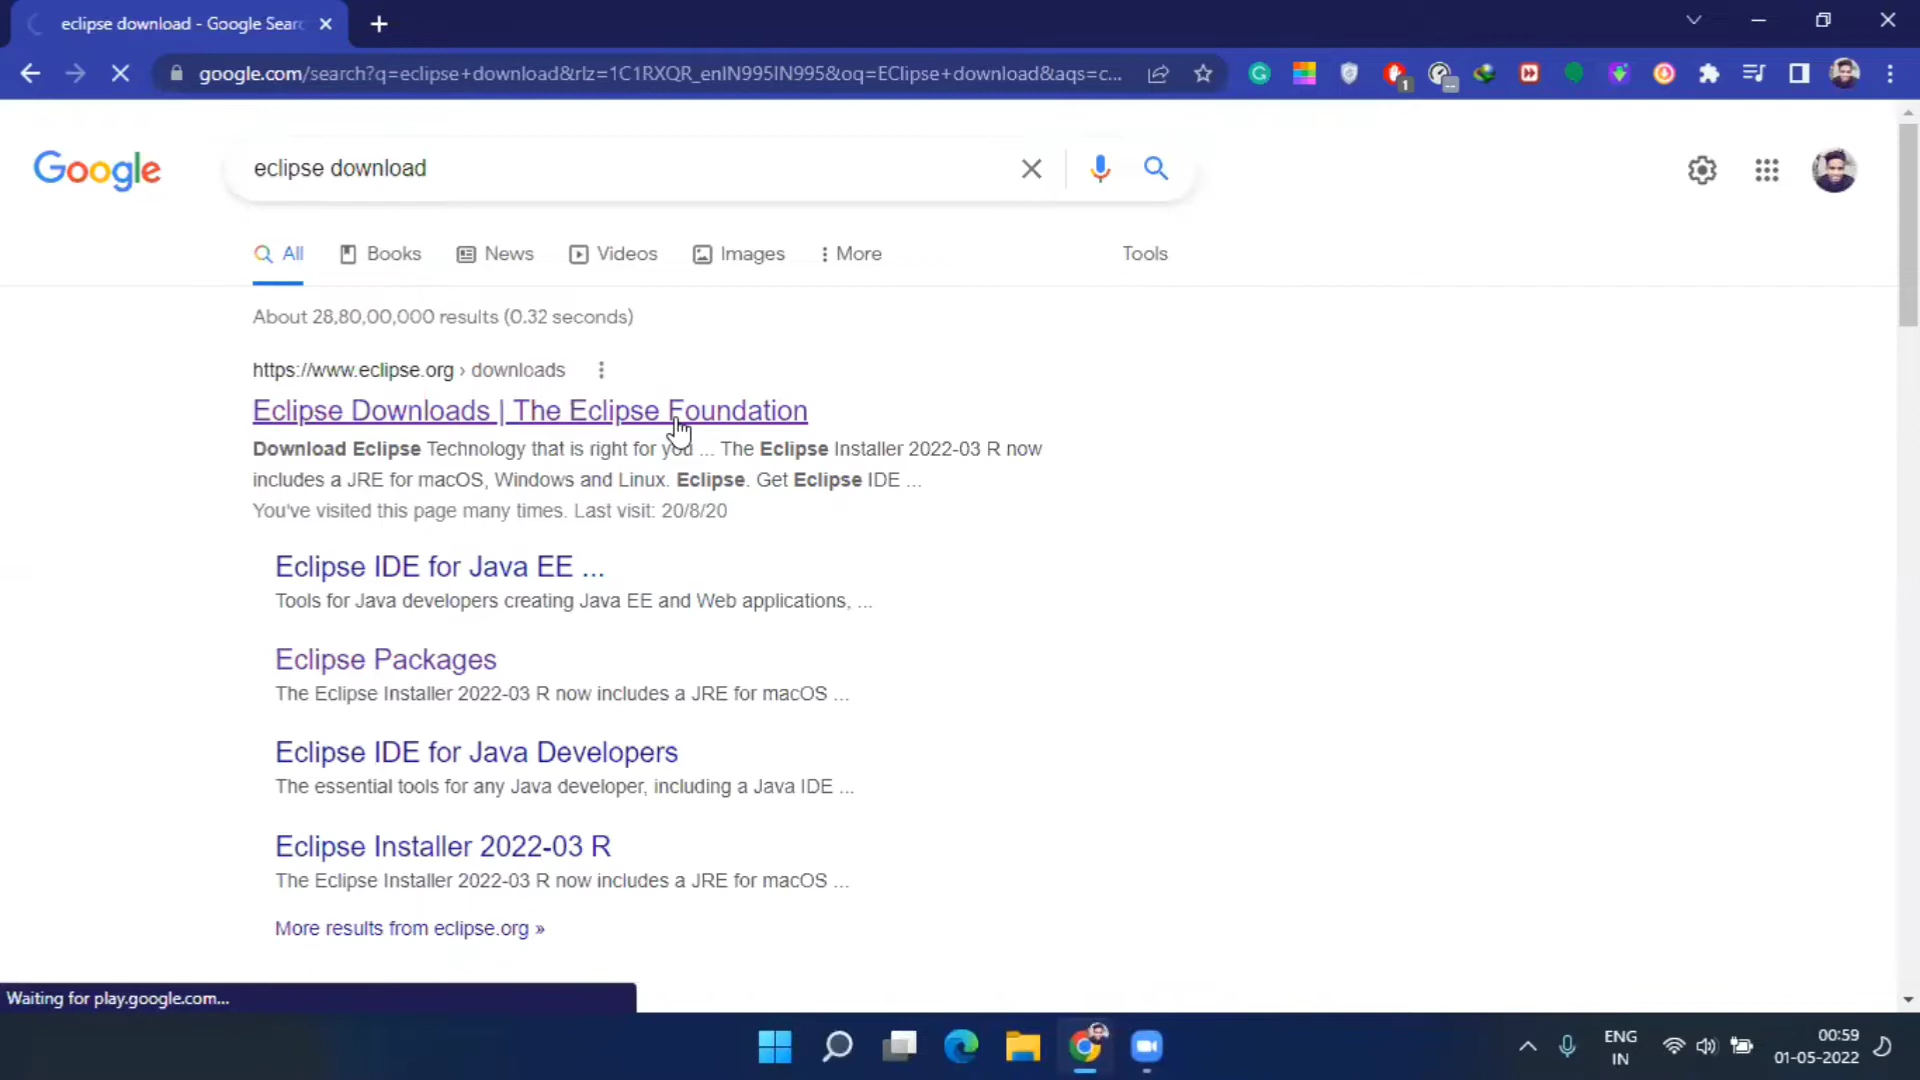 eclipse download - Google Sear
google.com/search?q=eclipse+download&rlz=1C1RXQR_enIN995IN995&oq=EClipse+download&aqs=c...
1
Google
eclipse download
All
Books
News
Videos
Images
More
Tools
About 28,80,00,000 results (0.32 seconds)
https://www.eclipse.org › downloads
Eclipse Downloads | The Eclipse Foundation
Download Eclipse Technology that is right for you ... The Eclipse Installer 2022-03 R now
includes a JRE for macOS, Windows and Linux. Eclipse. Get Eclipse IDE ...
You've visited this page many times. Last visit: 20/8/20
Eclipse IDE for Java EE ...
Tools for Java developers creating Java EE and Web applications, ...
Eclipse Packages
The Eclipse Installer 2022-03 R now includes a JRE for macOS ...
Eclipse IDE for Java Developers
The essential tools for any Java developer, including a Java IDE ...
Eclipse Installer 2022-03 R
The Eclipse Installer 2022-03 R now includes a JRE for macOS ...
More results from eclipse.org »
Waiting for play.google.com...
ENG
IN
00:59
01-05-2022